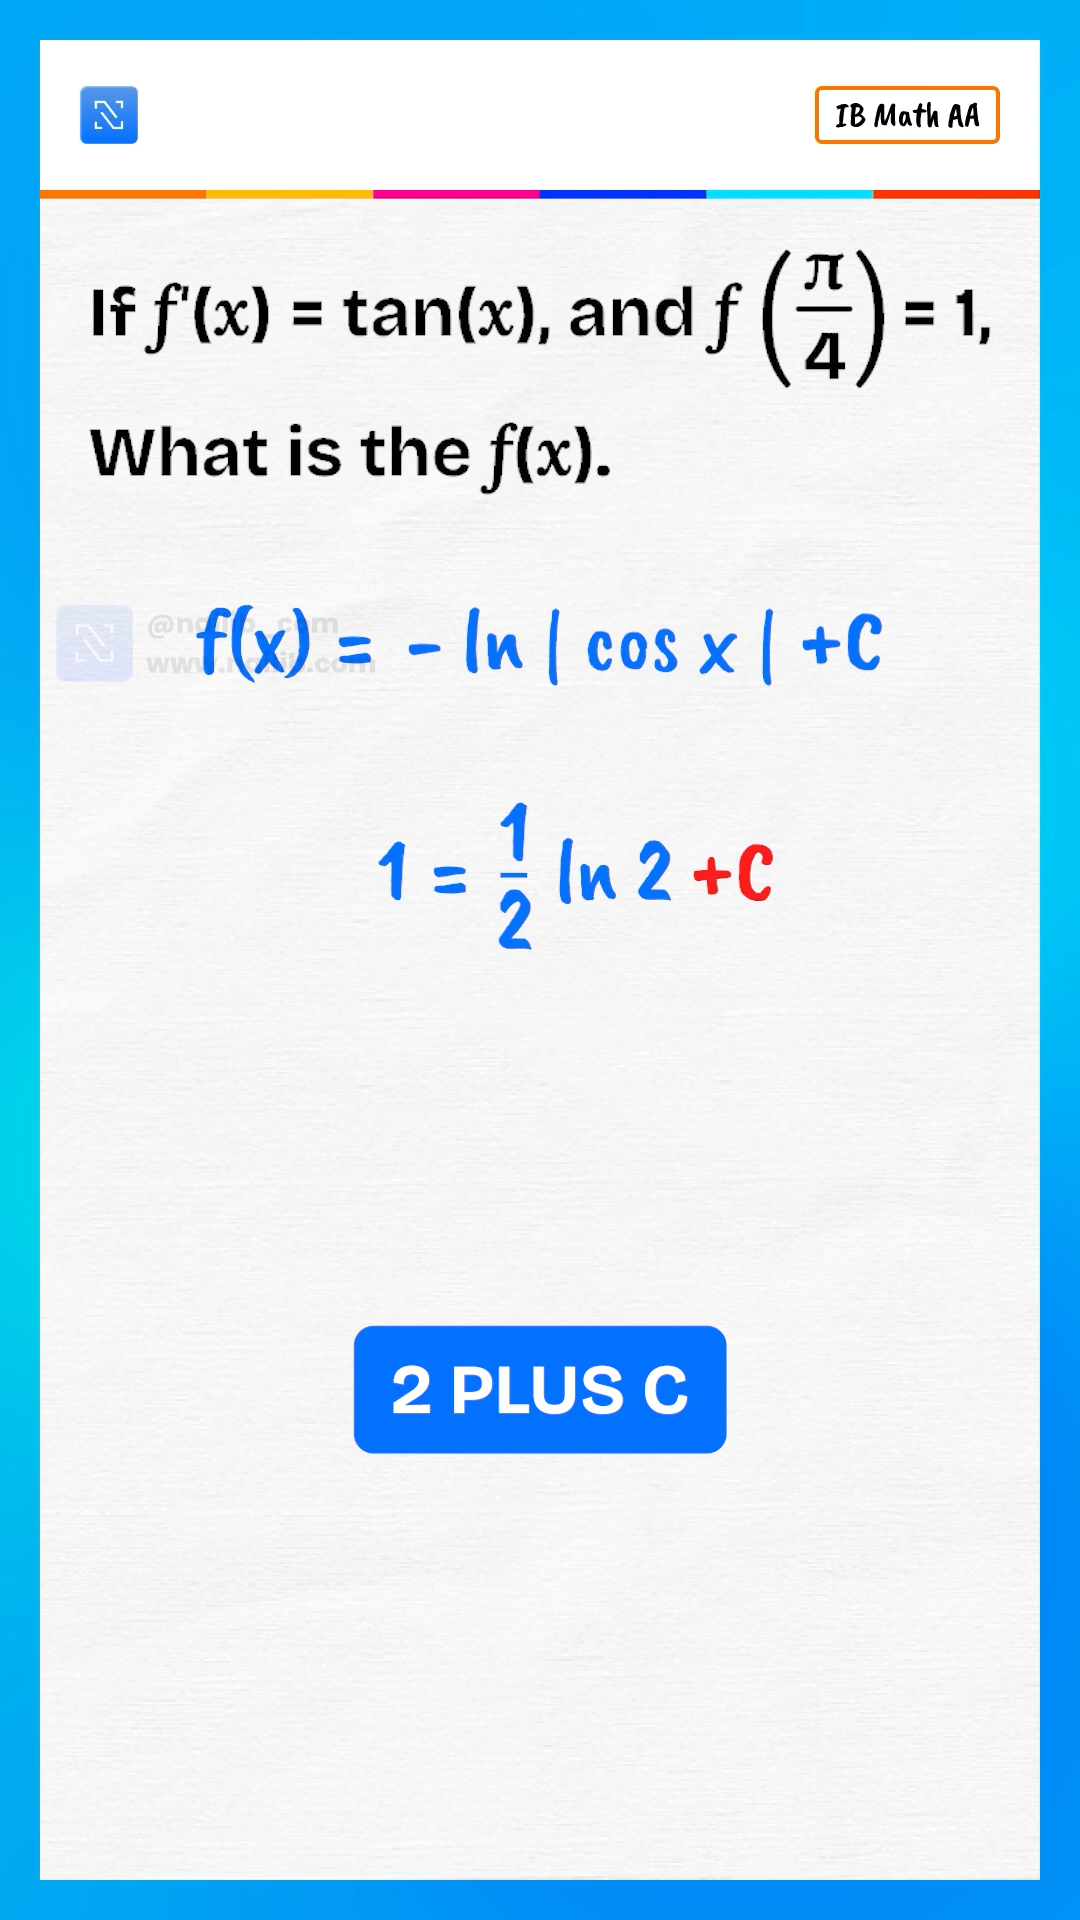 IB Math AA
If f'(x) = tan(x), and f(π/4) = 1,
What is the f(x).
f(x) = - ln | cos x | +C
1 = 1/2 ln 2 +C
2 PLUS C